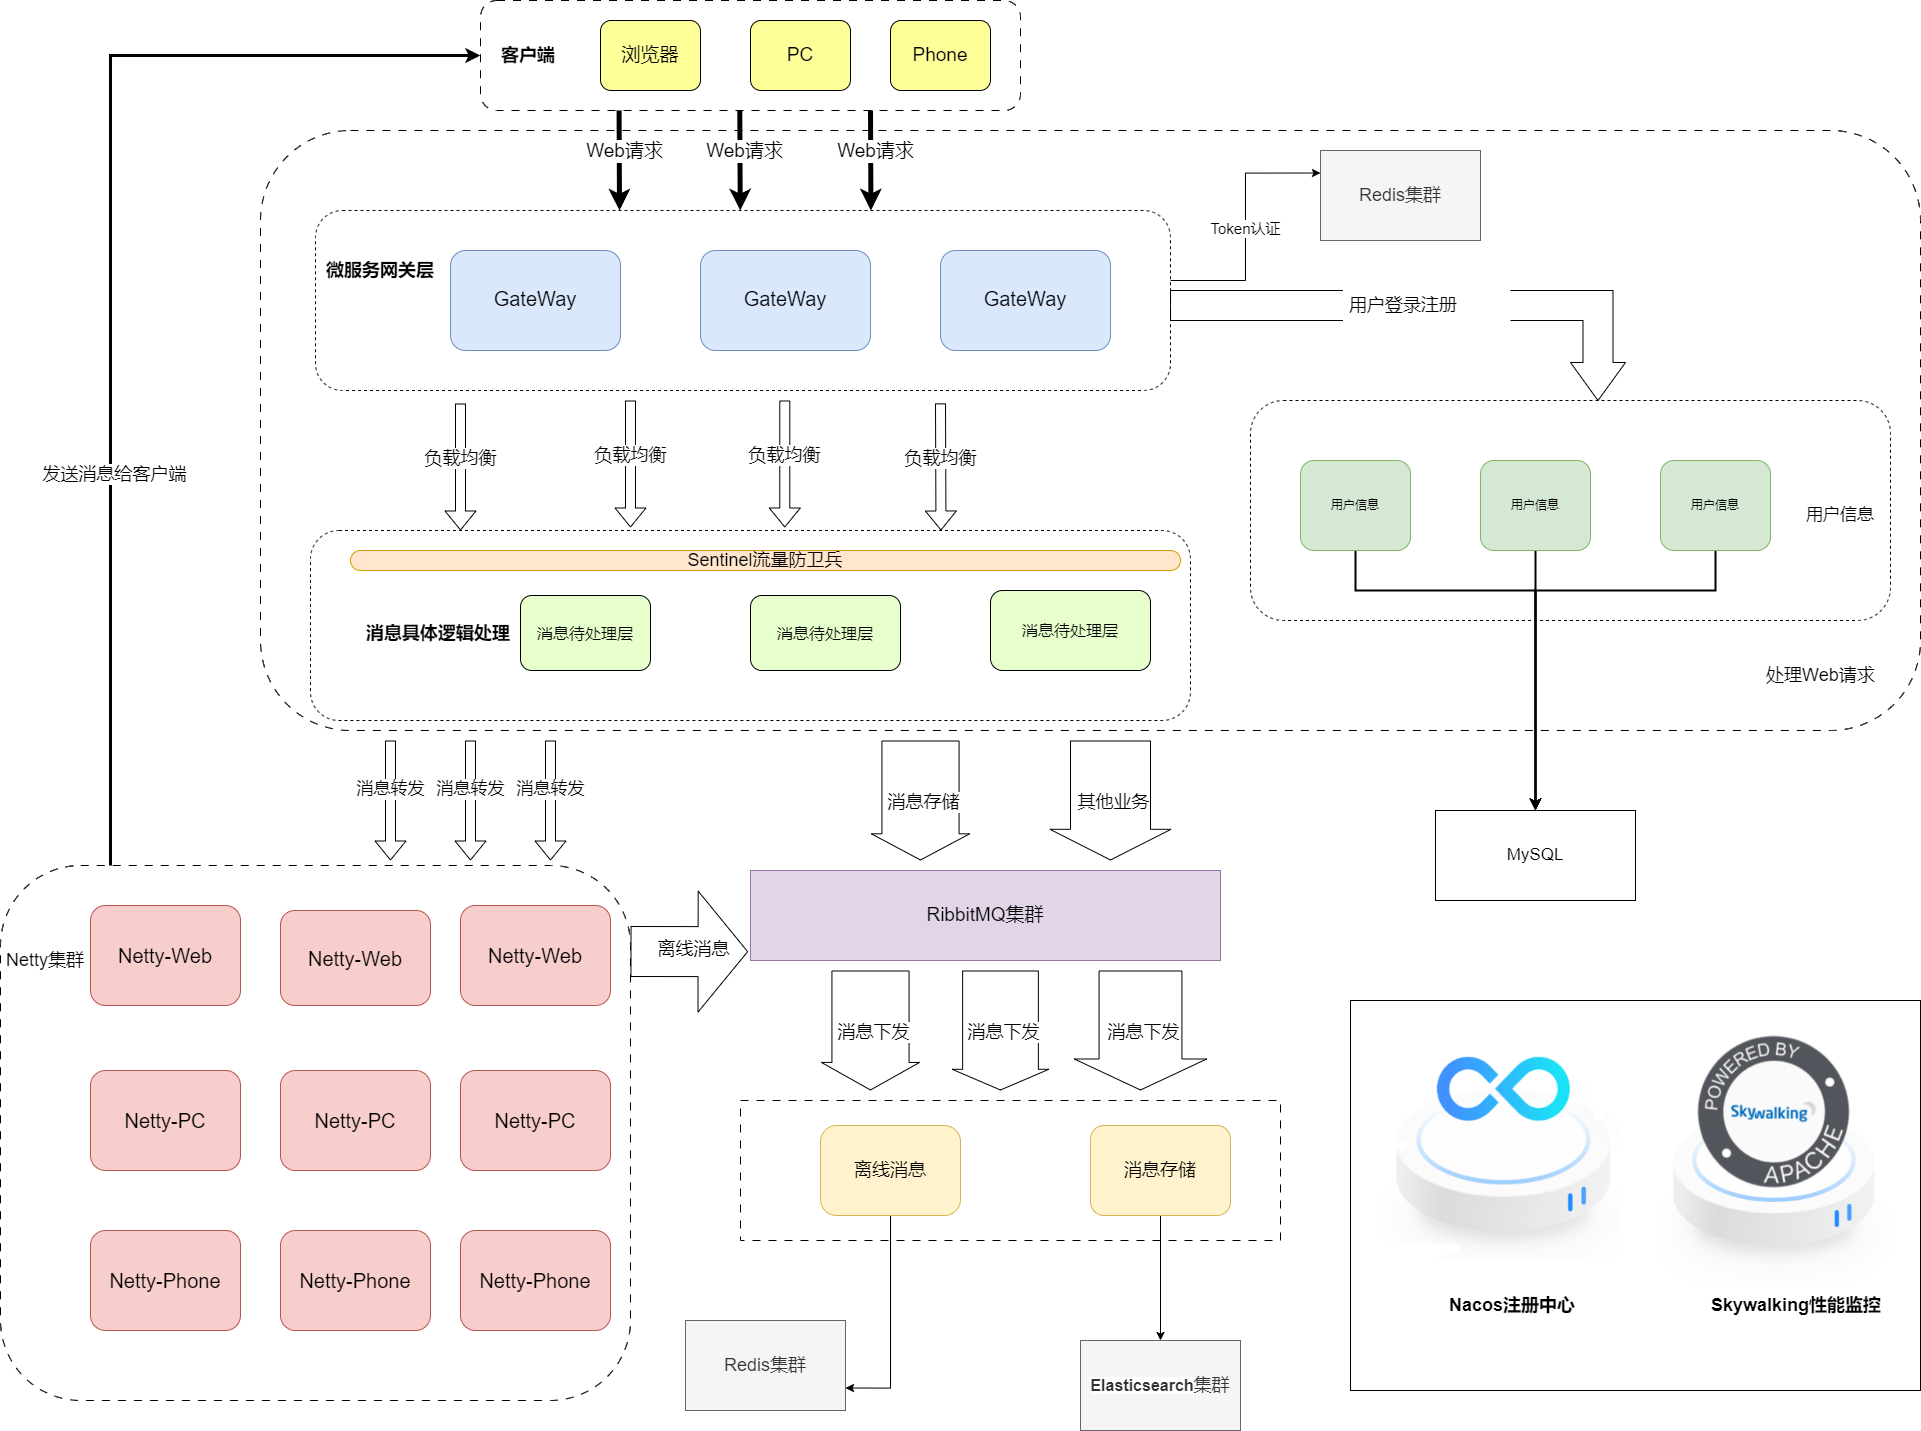 客户端
浏览器
PC
Phone
Web请求
Web请求
Web请求
Redis集群
Token认证
微服务网关层
GateWay
GateWay
GateWay
用户登录注册
负载均衡
负载均衡
负载均衡
负载均衡
发送消息给客户端
用户信息
用户信息
用户信息
用户信息
Sentinel流量防卫兵
消息具体逻辑处理
消息待处理层
消息待处理层
消息待处理层
处理Web请求
消息转发
消息转发
消息转发
消息存储
其他业务
MySQL
Netty集群
Netty-Web
Netty-Web
Netty-Web
离线消息
RibbitMQ集群
消息下发
消息下发
消息下发
Netty-PC
Netty-PC
Netty-PC
离线消息
消息存储
POWERED BY
Skywalking
APACHE
Netty-Phone
Netty-Phone
Netty-Phone
Nacos注册中心
Skywalking性能监控
Redis集群
Elasticsearch集群